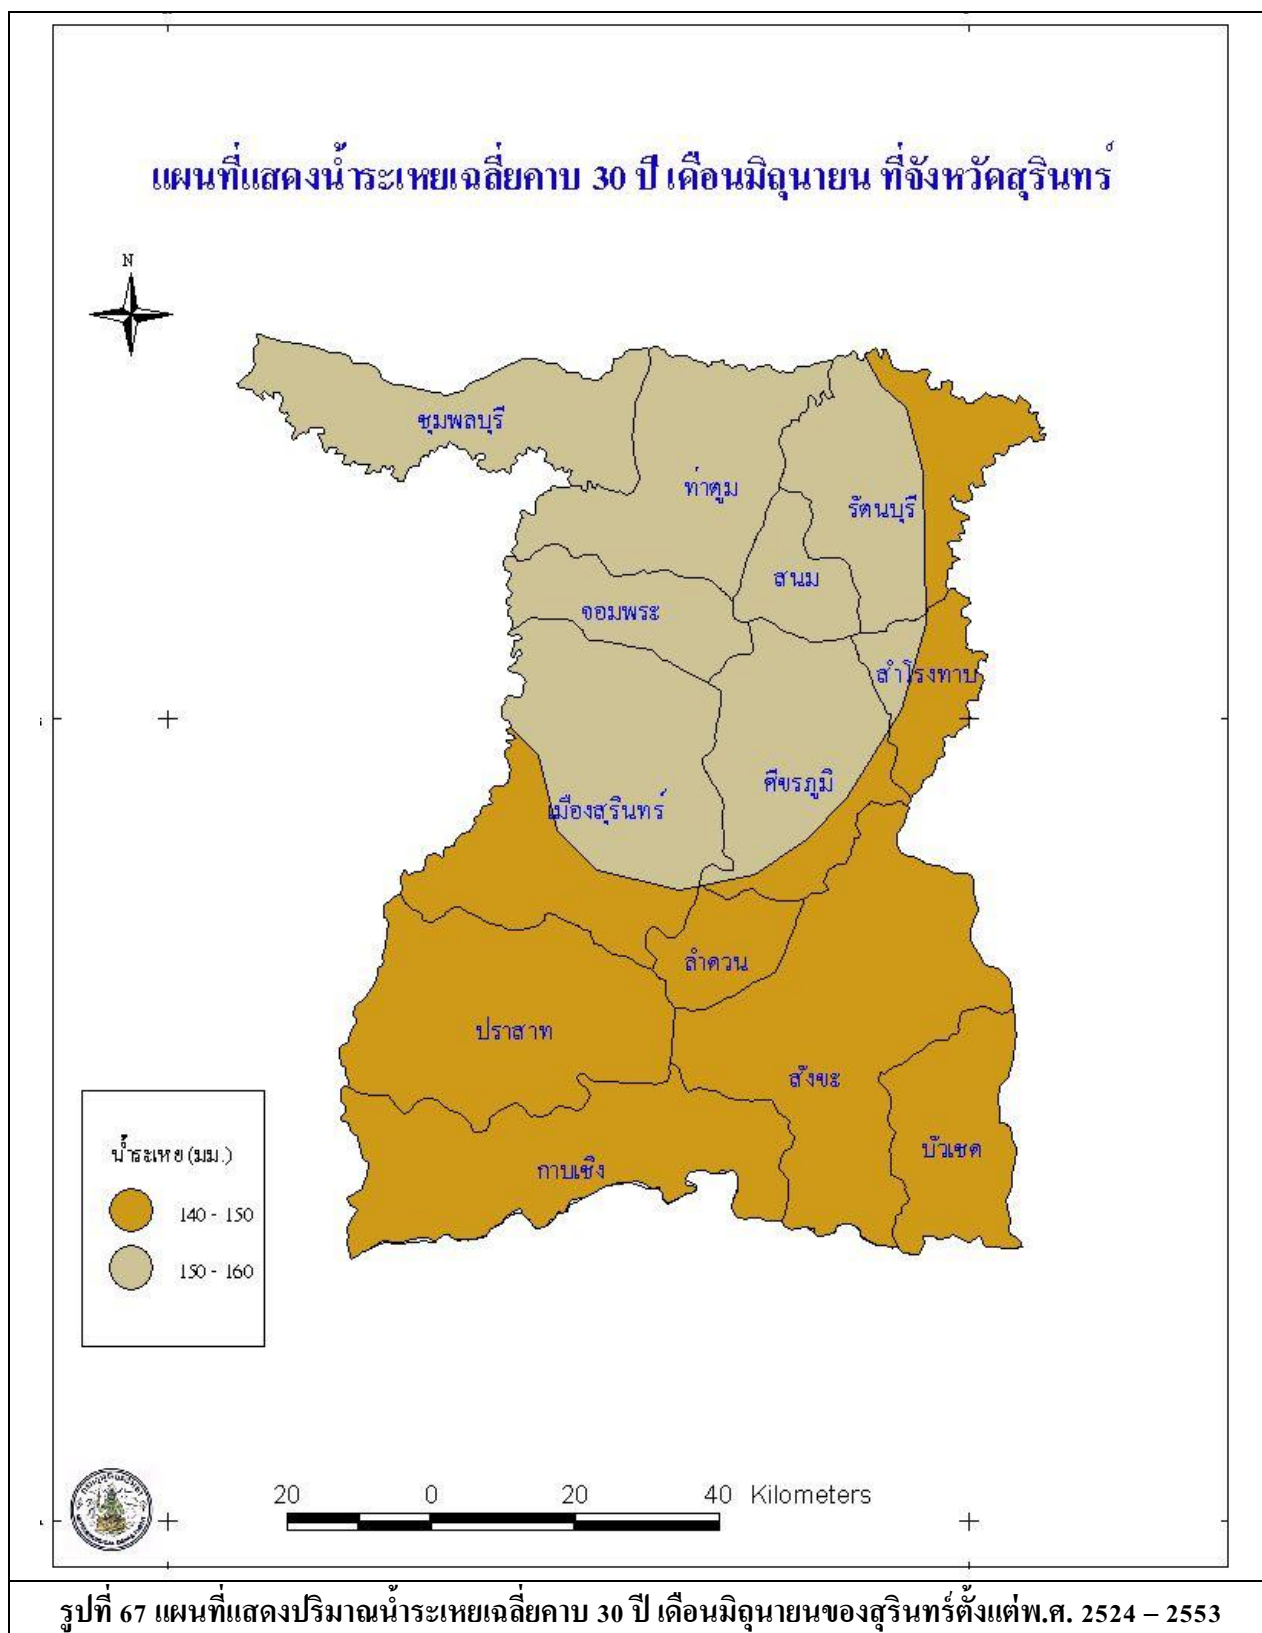 แผนที่แสดงน้ำระเหยเฉลี่ยคาบ 30 ปี เดือนมิถุนายน ที่จังหวัดสุรินทร์
N
ชุมพลบุรี
ท่าตูม
รัตนบุรี
สนม
จอมพระ
สำโรงทาบ
ศีขรภูมิ
เมืองสุรินทร์
ลำดวน
ปราสาท
สังขะ
บัวเชด
กาบเชิง
น้ำระเหย (มม.)
140 - 150
150 - 160
20 0 20 40 Kilometers
รูปที่ 67 แผนที่แสดงปริมาณน้ำระเหยเฉลี่ยคาบ 30 ปี เดือนมิถุนายนของสุรินทร์ตั้งแต่พ.ศ. 2524 – 2553